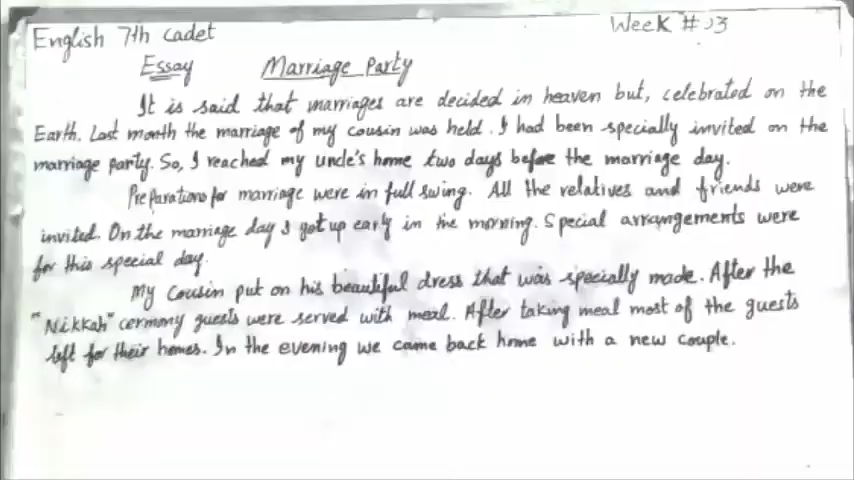 English 7th Cadet
Week # 03
Essay Marriage Party
It is said that marriages are decided in heaven but, celebrated on the
Earth. Last month the marriage of my cousin was held. I had been specially invited on the
marriage party. So, I reached my uncle's home two days before the marriage day.
Preparations for marriage were in full swing. All the relatives and friends were
invited. On the marriage day I got up early in the morning. Special arrangements were
for this special day.
My Cousin put on his beautiful dress that was specially made. After the
"Nikkah" cermony guests were served with meal. After taking meal most of the guests
left for their homes. In the evening we came back home with a new couple.